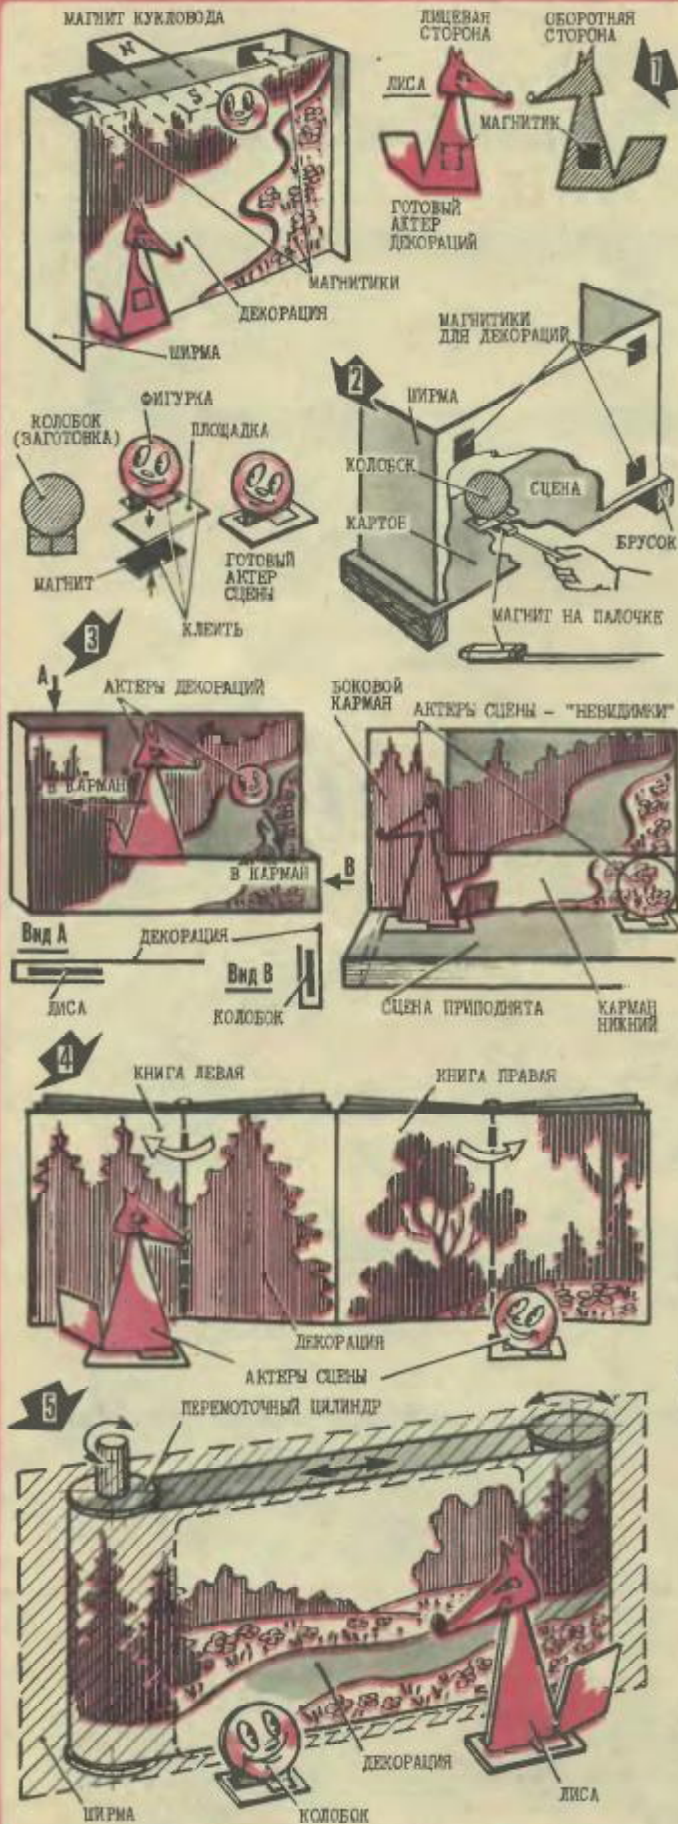 МАГНИТ КУКЛОВОДА
N
S
ЛИЦЕВАЯ
СТОРОНА
ОБОРОТНАЯ
СТОРОНА
1
ЛИСА
МАГНИТИК
ГОТОВЫЙ
АКТЕР
ДЕКОРАЦИЙ
МАГНИТИКИ
ДЕКОРАЦИЯ
ШИРМА
МАГНИТИКИ
ДЛЯ ДЕКОРАЦИЙ
2
ШИРМА
КОЛОБОК
СЦЕНА
КАРТОН
БРУСОК
МАГНИТ НА ПАЛОЧКЕ
КОЛОБОК
(ЗАГОТОВКА)
ФИГУРКА
ПЛОЩАДКА
МАГНИТ
ГОТОВЫЙ
АКТЕР
СЦЕНЫ
КЛЕИТЬ
3
А
АКТЕРЫ ДЕКОРАЦИЙ
В КАРМАН
В КАРМАН
В
Вид А
ДЕКОРАЦИЯ
Вид В
ЛИСА
КОЛОБОК
БОКОВОЙ
КАРМАН
АКТЕРЫ СЦЕНЫ - "НЕВИДИМКИ"
СЦЕНА ПРИПОДНЯТА
КАРМАН
НИЖНИЙ
4
КНИГА ЛЕВАЯ
КНИГА ПРАВАЯ
ДЕКОРАЦИЯ
АКТЕРЫ СЦЕНЫ
5
ПЕРЕМОТОЧНЫЙ ЦИЛИНДР
ДЕКОРАЦИЯ
ЛИСА
ШИРМА
КОЛОБОК